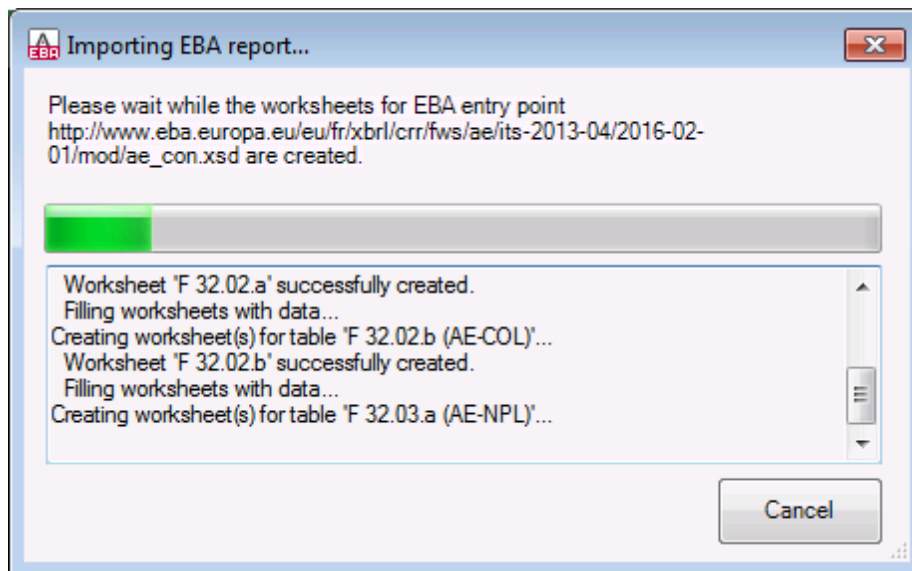 A
EBA
Importing EBA report...
Please wait while the worksheets for EBA entry point
http://www.eba.europa.eu/eu/fr/xbrl/crr/fws/ae/its-2013-04/2016-02-
01/mod/ae_con.xsd are created.
Worksheet 'F 32.02.a' successfully created.
Filling worksheets with data...
Creating worksheet(s) for table 'F 32.02.b (AE-COL)'...
Worksheet 'F 32.02.b' successfully created.
Filling worksheets with data...
Creating worksheet(s) for table 'F 32.03.a (AE-NPL)'...
Cancel